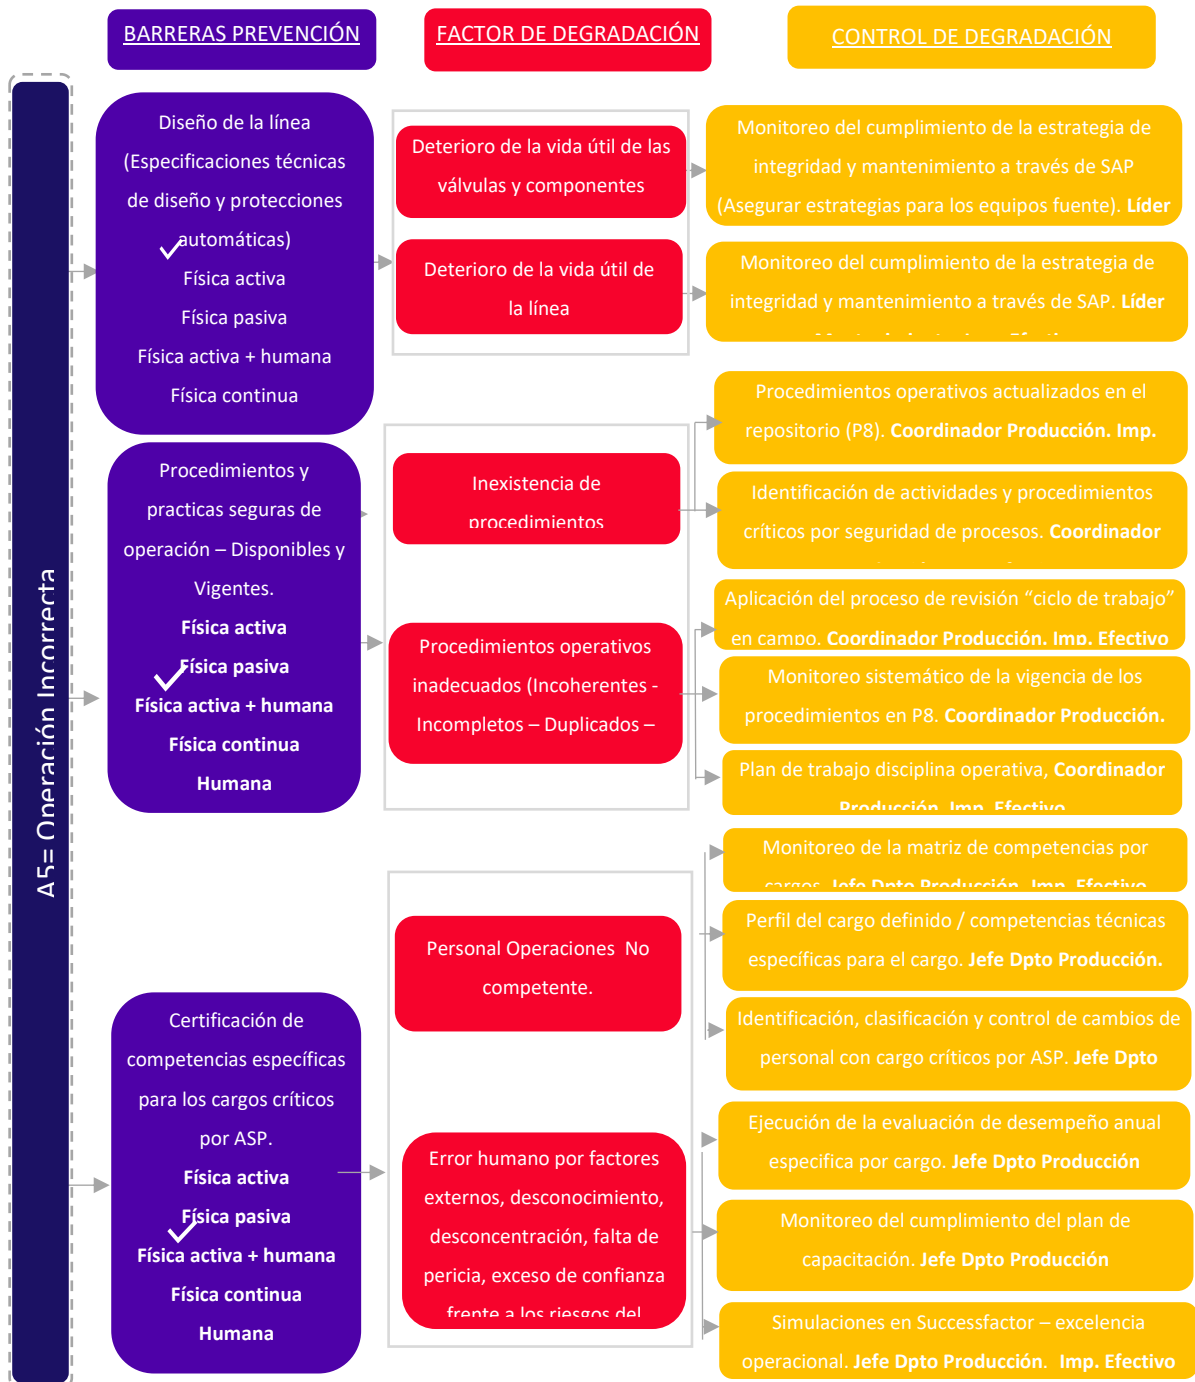 BARRERAS PREVENCIÓN
FACTOR DE DEGRADACIÓN
CONTROL DE DEGRADACIÓN
A5= Operación Incorrecta
Diseño de la línea
(Especificaciones técnicas
de diseño y protecciones
automáticas)
Física activa
Física pasiva
Física activa + humana
Física continua
Deterioro de la vida útil de las
válvulas y componentes
Deterioro de la vida útil de
la línea
Monitoreo del cumplimiento de la estrategia de
integridad y mantenimiento a través de SAP
(Asegurar estrategias para los equipos fuente). Líder
Monitoreo del cumplimiento de la estrategia de
integridad y mantenimiento a través de SAP. Líder
Procedimientos y
practicas seguras de
operación – Disponibles y
Vigentes.
Física activa
Física pasiva
Física activa + humana
Física continua
Humana
Inexistencia de
procedimientos
Procedimientos operativos
inadecuados (Incoherentes -
Incompletos – Duplicados –
Procedimientos operativos actualizados en el
repositorio (P8). Coordinador Producción. Imp.
Identificación de actividades y procedimientos
críticos por seguridad de procesos. Coordinador
Aplicación del proceso de revisión “ciclo de trabajo”
en campo. Coordinador Producción. Imp. Efectivo
Monitoreo sistemático de la vigencia de los
procedimientos en P8. Coordinador Producción.
Plan de trabajo disciplina operativa, Coordinador
Producción. Imp. Efectivo
Certificación de
competencias específicas
para los cargos críticos
por ASP.
Física activa
Física pasiva
Física activa + humana
Física continua
Humana
Personal Operaciones No
competente.
Error humano por factores
externos, desconocimiento,
desconcentración, falta de
pericia, exceso de confianza
frente a los riesgos del
Monitoreo de la matriz de competencias por
cargos. Jefe Dpto Producción. Imp. Efectivo
Perfil del cargo definido / competencias técnicas
específicas para el cargo. Jefe Dpto Producción.
Identificación, clasificación y control de cambios de
personal con cargo críticos por ASP. Jefe Dpto
Ejecución de la evaluación de desempeño anual
especifica por cargo. Jefe Dpto Producción
Monitoreo del cumplimiento del plan de
capacitación. Jefe Dpto Producción
Simulaciones en Successfactor – excelencia
operacional. Jefe Dpto Producción. Imp. Efectivo